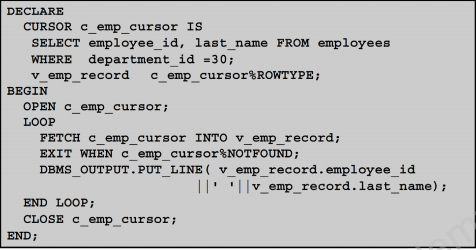 DECLARE
CURSOR c_emp_cursor IS
SELECT employee_id, last_name FROM employees
WHERE department_id =30;
v_emp_record c_emp_cursor%ROWTYPE;
BEGIN
OPEN c_emp_cursor;
LOOP
FETCH c_emp_cursor INTO v_emp_record;
EXIT WHEN c_emp_cursor%NOTFOUND;
DBMS_OUTPUT.PUT_LINE( v_emp_record.employee_id
||' '||v_emp_record.last_name);
END LOOP;
CLOSE c_emp_cursor;
END;